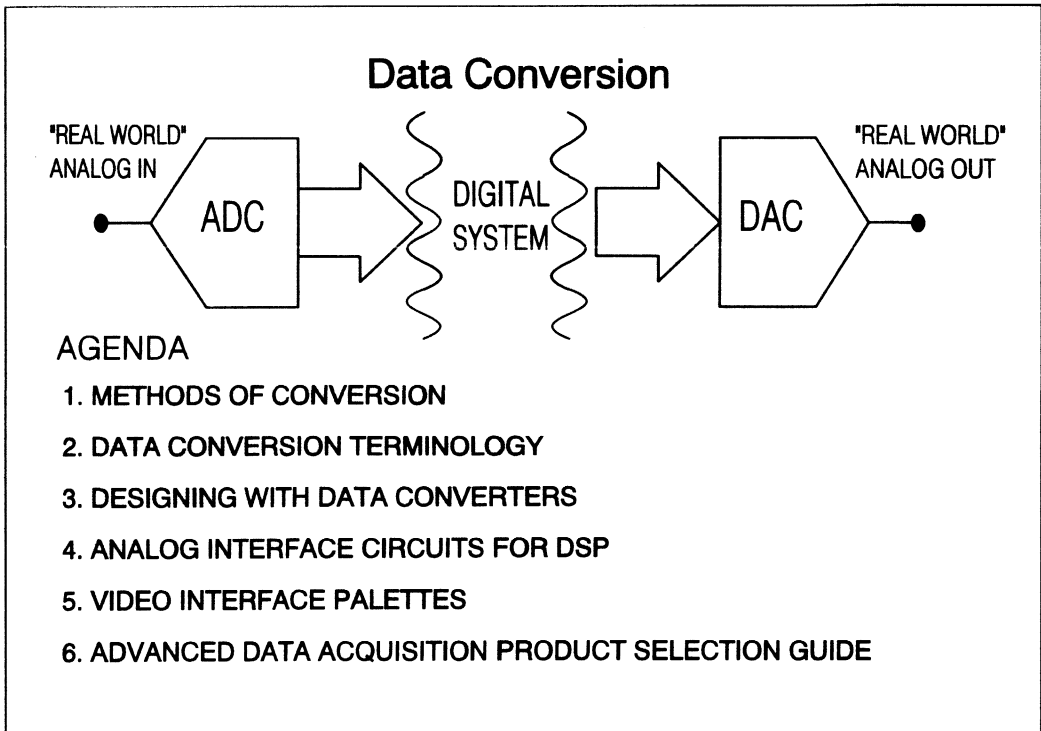 Data Conversion
"REAL WORLD"
ANALOG IN
ADC
DIGITAL
SYSTEM
DAC
"REAL WORLD"
ANALOG OUT
AGENDA
1. METHODS OF CONVERSION
2. DATA CONVERSION TERMINOLOGY
3. DESIGNING WITH DATA CONVERTERS
4. ANALOG INTERFACE CIRCUITS FOR DSP
5. VIDEO INTERFACE PALETTES
6. ADVANCED DATA ACQUISITION PRODUCT SELECTION GUIDE